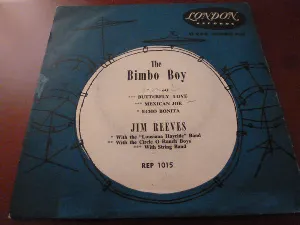 LONDON
RECORDS
The
Bimbo Boy
*** BUTTERFLY LOVE
*** MEXICAN JOE
** ECHO BONITA
JIM REEVES
* With the "Louisiana Hayride" Band
** With the Circle O Ranch Boys
*** With String Band
REP 1015